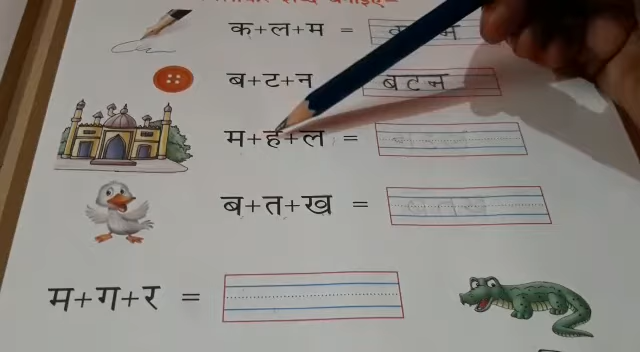 क+ल+म =
ब+ट+न बटन
म+ह+ल =
ब+त+ख =
म+ग+र =